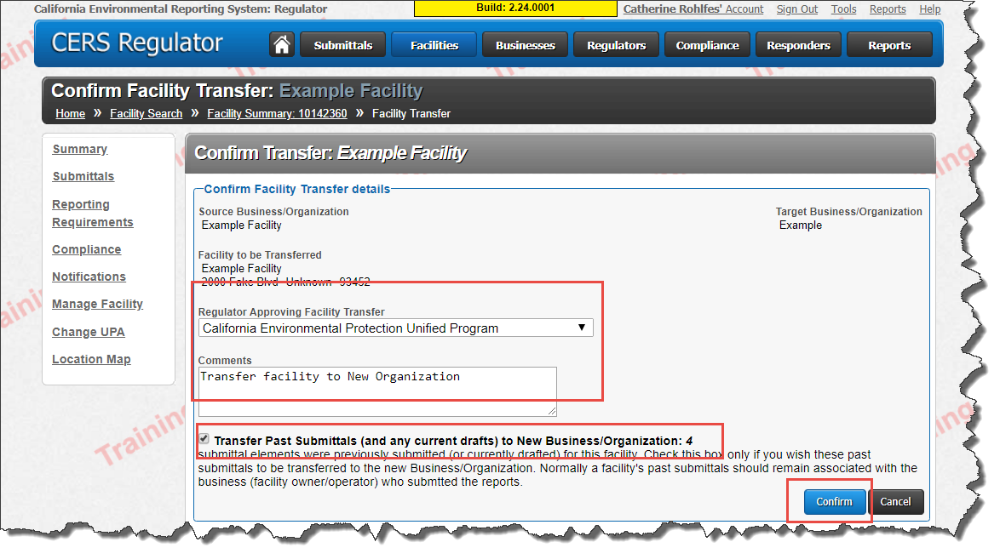 California Environmental Reporting System: Regulator
Build: 2.24.0001
Catherine Rohlfes' Account Sign Out Tools Reports Help
CERS Regulator
Submittals Facilities Businesses Regulators Compliance Responders Reports
Confirm Facility Transfer: Example Facility
Home » Facility Search » Facility Summary: 10142360 » Facility Transfer
Summary
Submittals
Reporting
Requirements
Compliance
Notifications
Manage Facility
Change UPA
Location Map
Confirm Transfer: Example Facility
Confirm Facility Transfer details
Source Business/Organization
Example Facility
Target Business/Organization
Example
Facility to be Transferred
Example Facility
2000 Fake Blvd Unknown 93452
Regulator Approving Facility Transfer
California Environmental Protection Unified Program
Comments
Transfer facility to New Organization
Transfer Past Submittals (and any current drafts) to New Business/Organization: 4
submittal elements were previously submitted (or currently drafted) for this facility. Check this box only if you wish these past
submittals to be transferred to the new Business/Organization. Normally a facility's past submittals should remain associated with the
business (facility owner/operator) who submtted the reports.
Confirm Cancel
Training